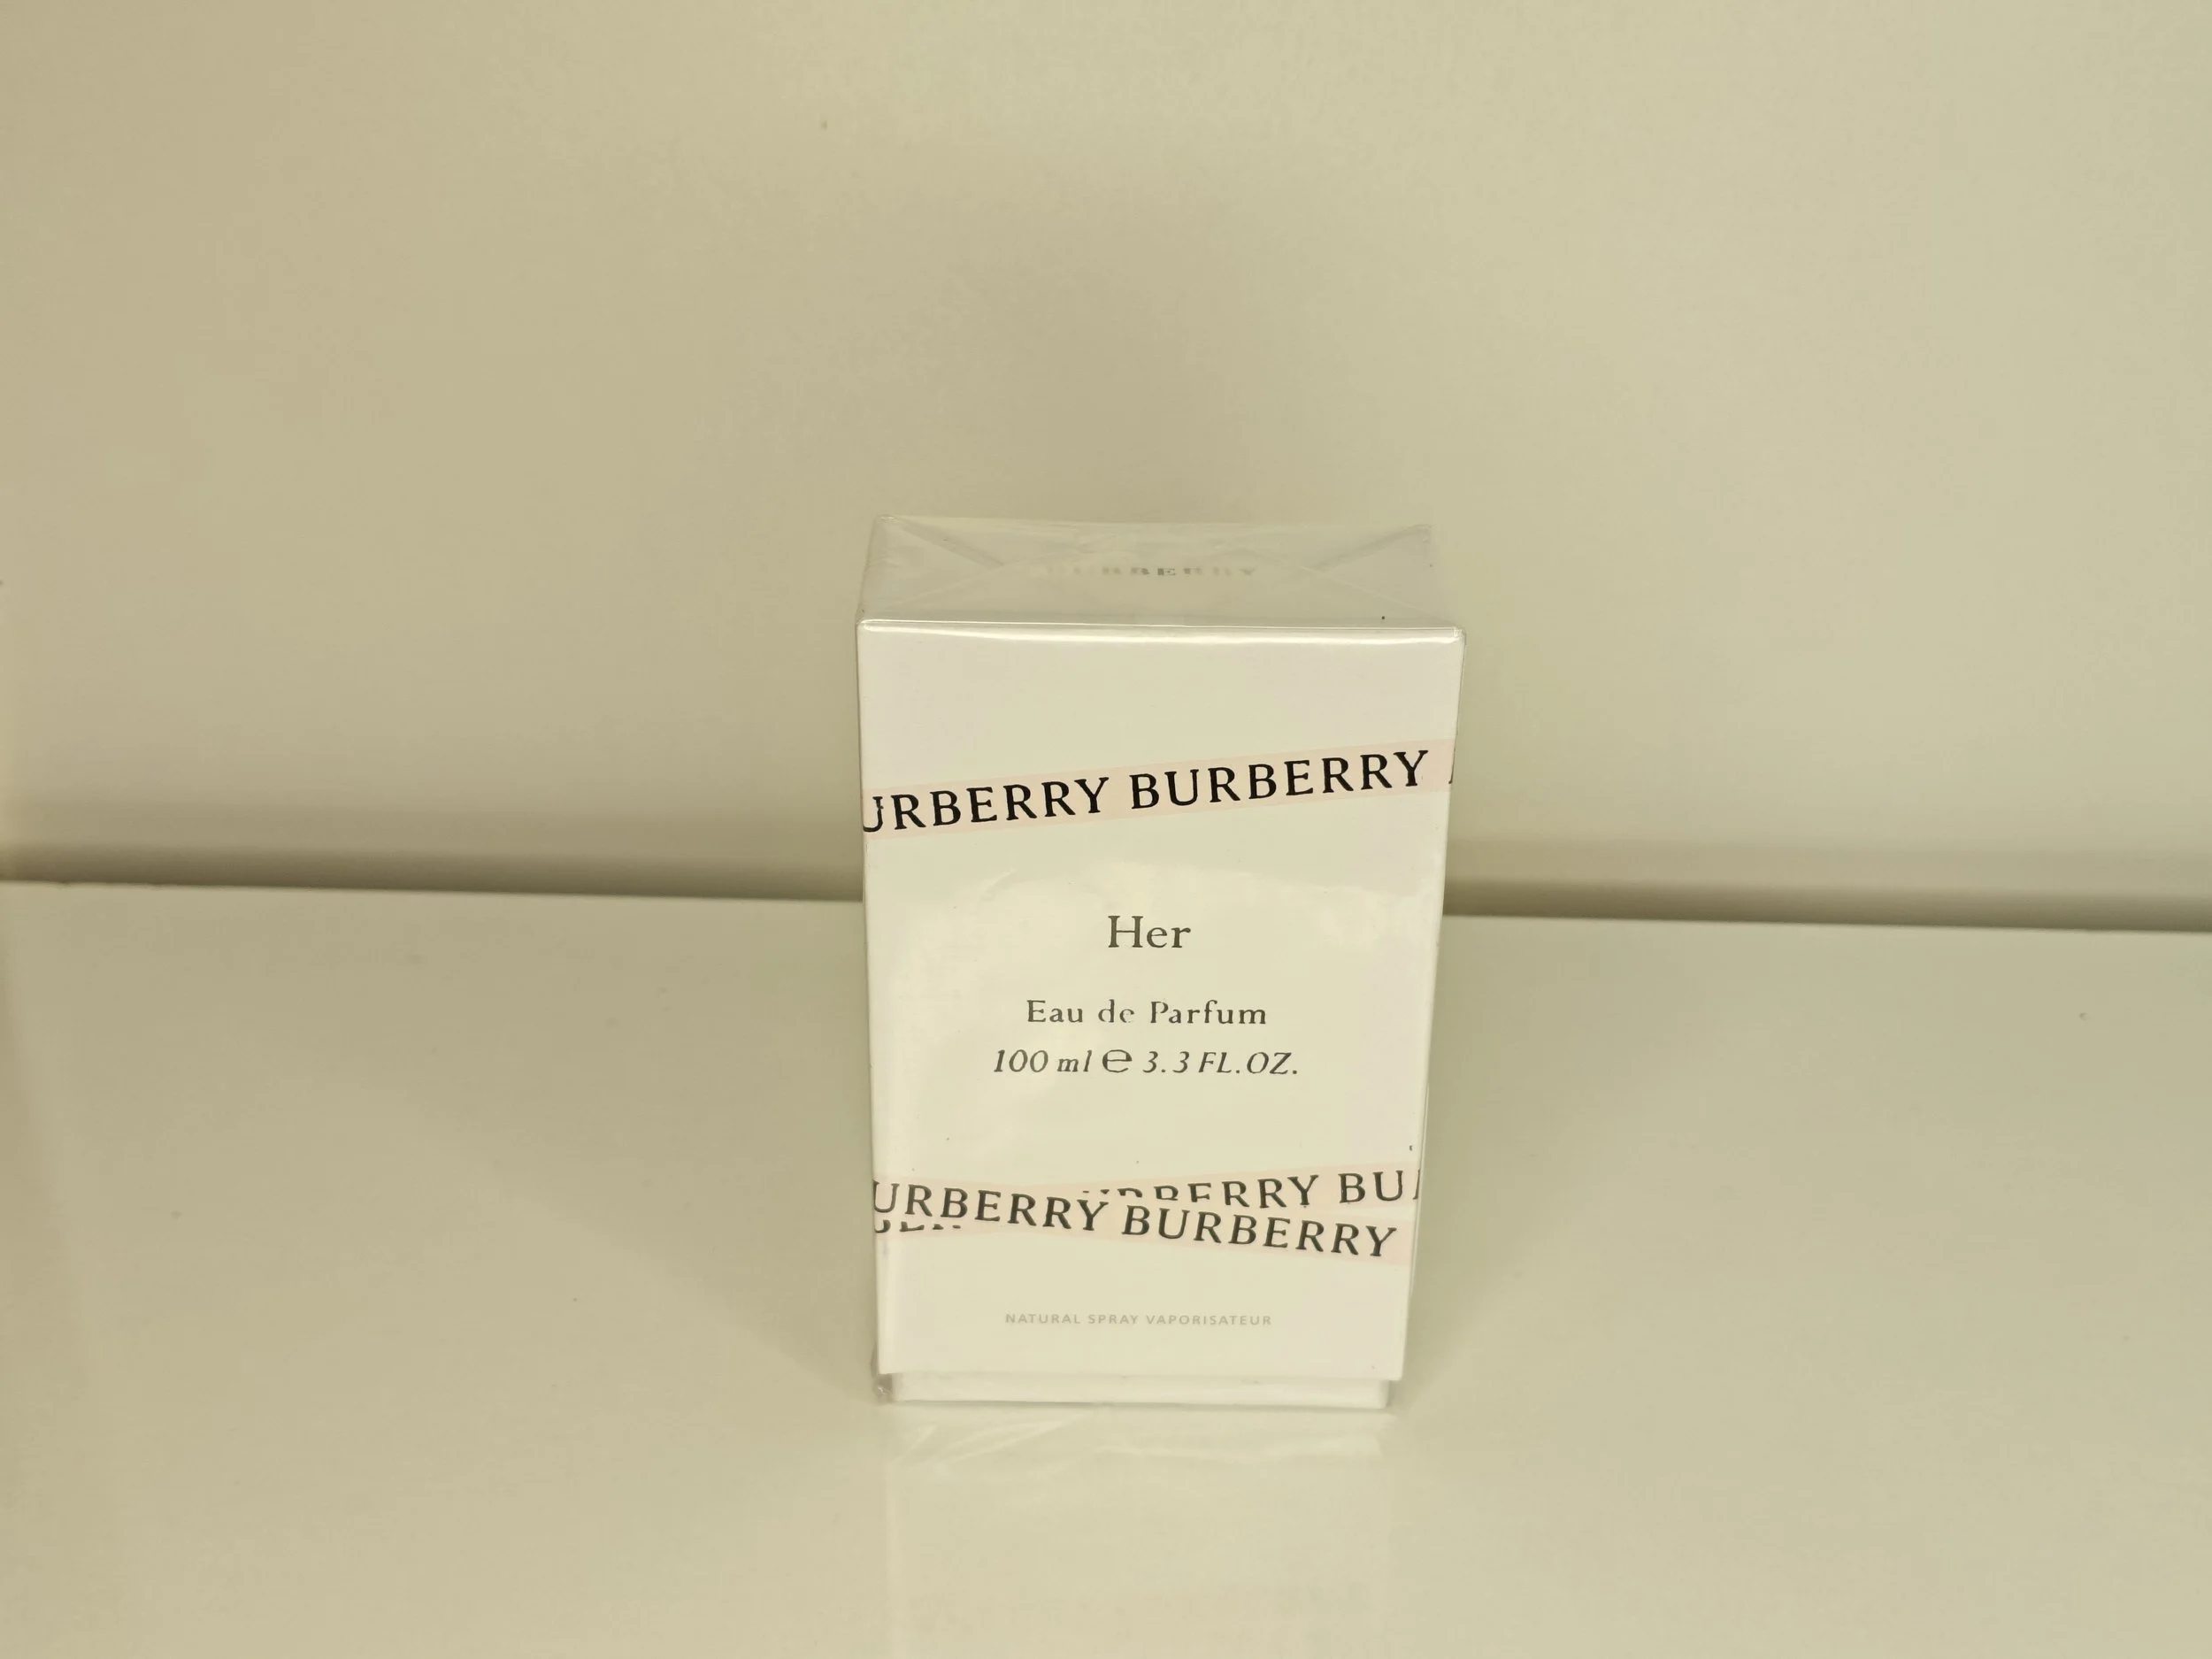 BURBERRY
URBERRY BURBERRY
Her
Eau de Parfum
100 ml ℮ 3.3 FL.OZ.
RBERRY BU
URBERRY BURBERRY
NATURAL SPRAY VAPORISATEUR